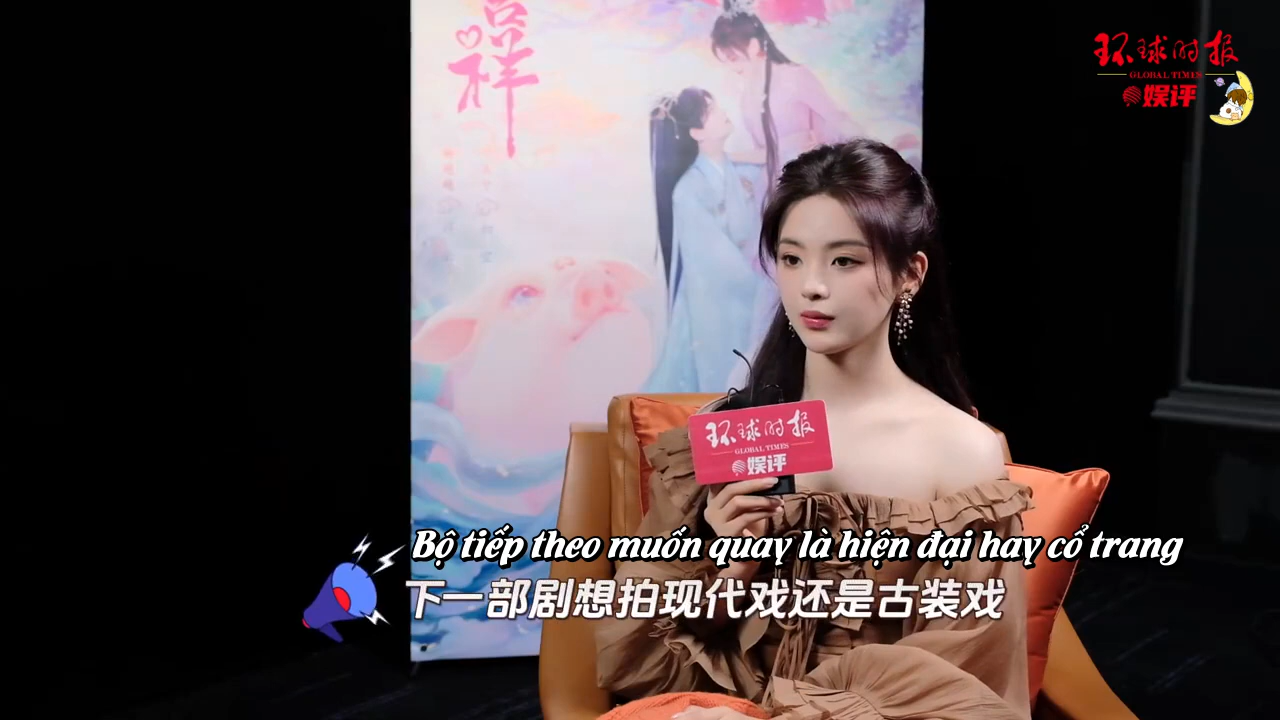 祥
环球时报
GLOBAL TIMES
娱评
环球时报
GLOBAL TIMES
娱评
Bộ tiếp theo muốn quay là hiện đại hay cổ trang
下一部剧想拍现代戏还是古装戏